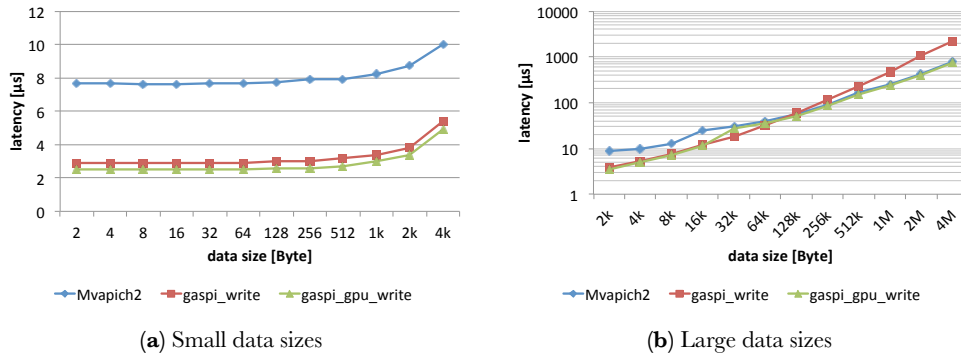 12
10
8
6
4
2
0
latency [µs]
2 4 8 16 32 64 128 256 512 1k 2k 4k
data size [Byte]
Mvapich2 gaspi_write gaspi_gpu_write
(a) Small data sizes
10000
1000
100
10
1
latency [µs]
2k 4k 8k 16k 32k 64k 128k 256k 512k 1M 2M 4M
data size [Byte]
Mvapich2 gaspi_write gaspi_gpu_write
(b) Large data sizes